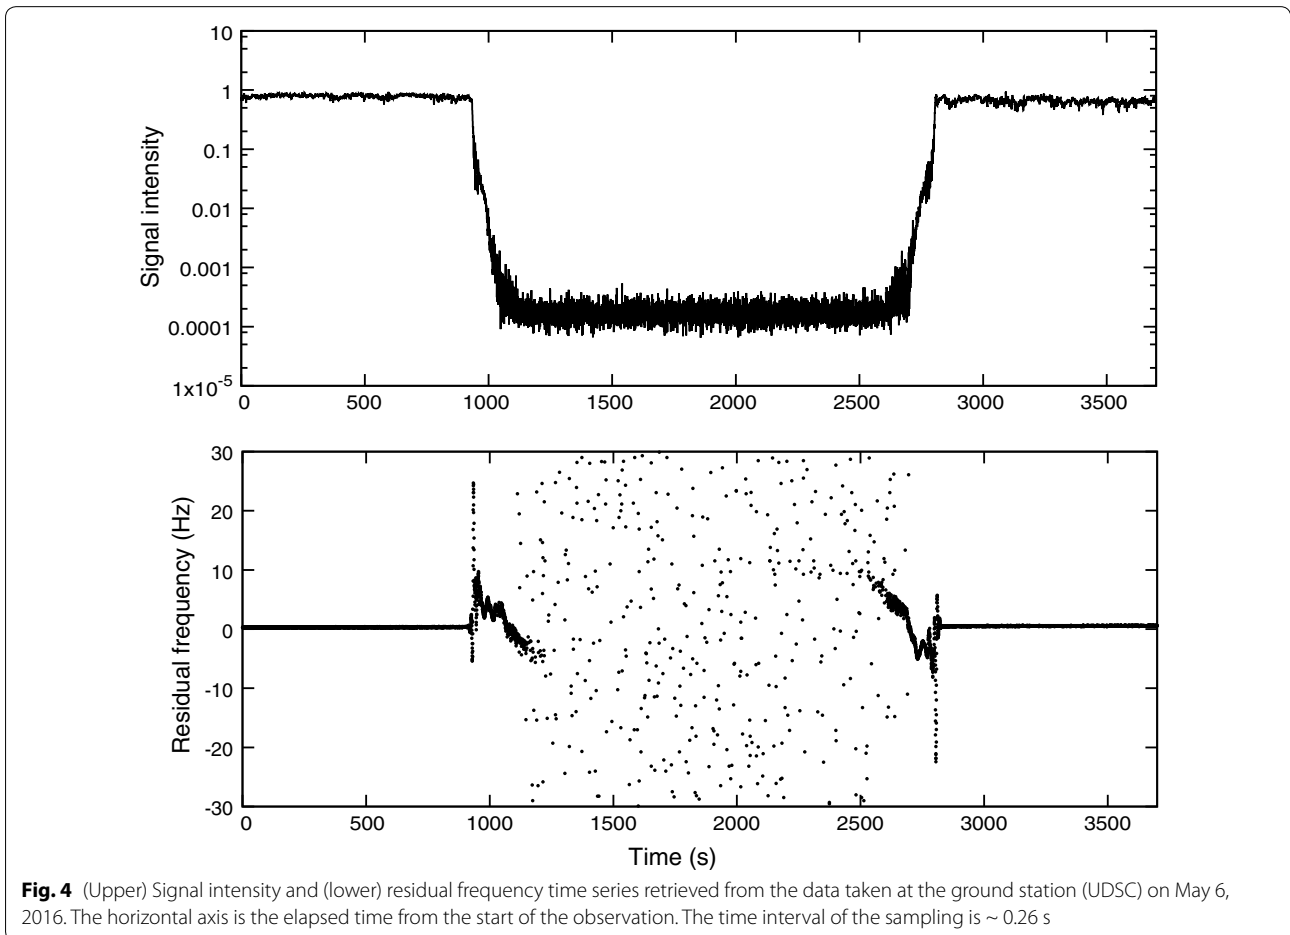 10
1
0.1
0.01
0.001
0.0001
1x10-5
Signal intensity
0 500 1000 1500 2000 2500 3000 3500
30
20
10
0
-10
-20
-30
Residual frequency (Hz)
0 500 1000 1500 2000 2500 3000 3500
Time (s)
Fig. 4 (Upper) Signal intensity and (lower) residual frequency time series retrieved from the data taken at the ground station (UDSC) on May 6,
2016. The horizontal axis is the elapsed time from the start of the observation. The time interval of the sampling is ~ 0.26 s